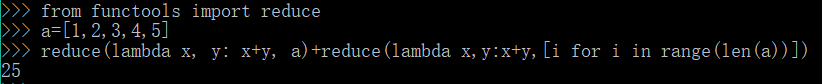 >>> from functools import reduce
>>> a=[1,2,3,4,5]
>>> reduce(lambda x, y: x+y, a)+reduce(lambda x,y:x+y,[i for i in range(len(a))])
25